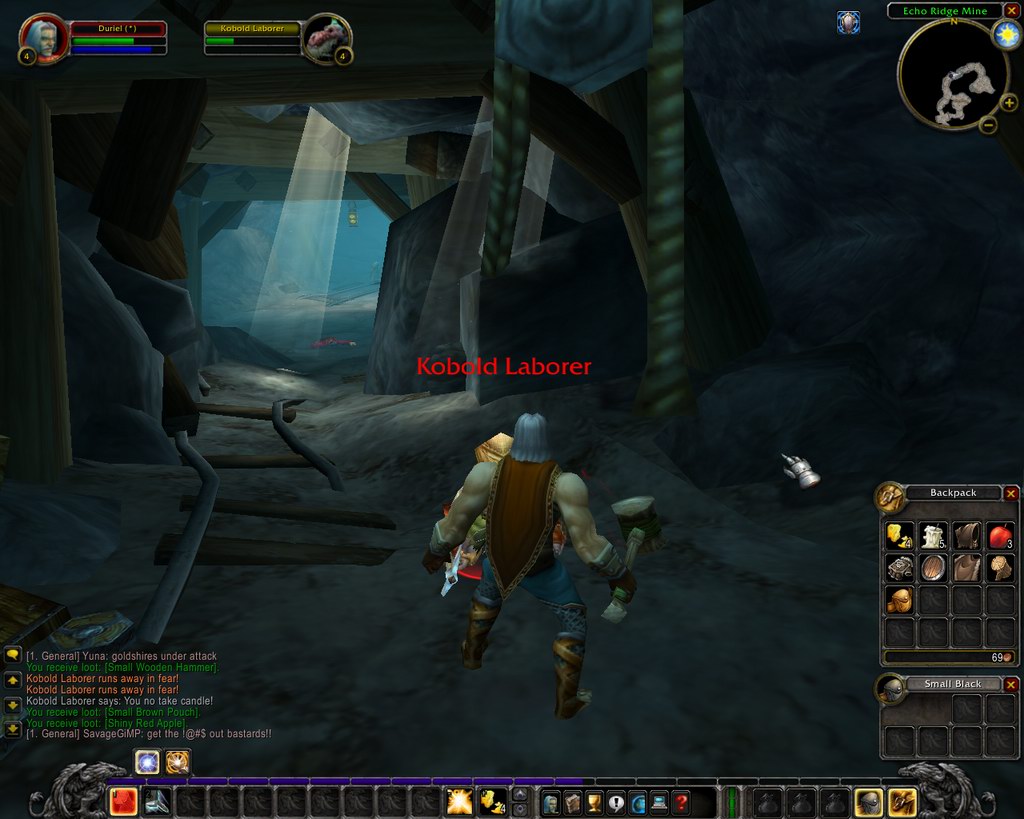 Duriel (*)
4
Kobold Laborer
4
Echo Ridge Mine
N
Kobold Laborer
Backpack
4
5
3
69
Small Black
[1. General] Yuna: goldshires under attack
You receive loot: [Small Wooden Hammer].
Kobold Laborer runs away in fear!
Kobold Laborer runs away in fear!
Kobold Laborer says: You no take candle!
You receive loot: [Small Brown Pouch].
You receive loot: [Shiny Red Apple].
[1. General] SavageGiMP: get the !@#$ out bastards!!
4